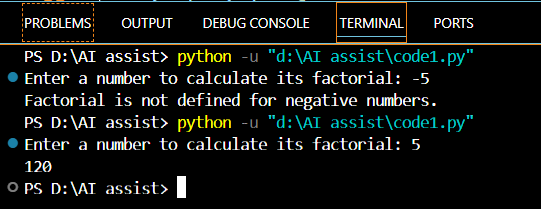 PROBLEMS OUTPUT DEBUG CONSOLE TERMINAL PORTS
PS D:\AI assist> python -u "d:\AI assist\code1.py"
Enter a number to calculate its factorial: -5
Factorial is not defined for negative numbers.
PS D:\AI assist> python -u "d:\AI assist\code1.py"
Enter a number to calculate its factorial: 5
120
PS D:\AI assist>